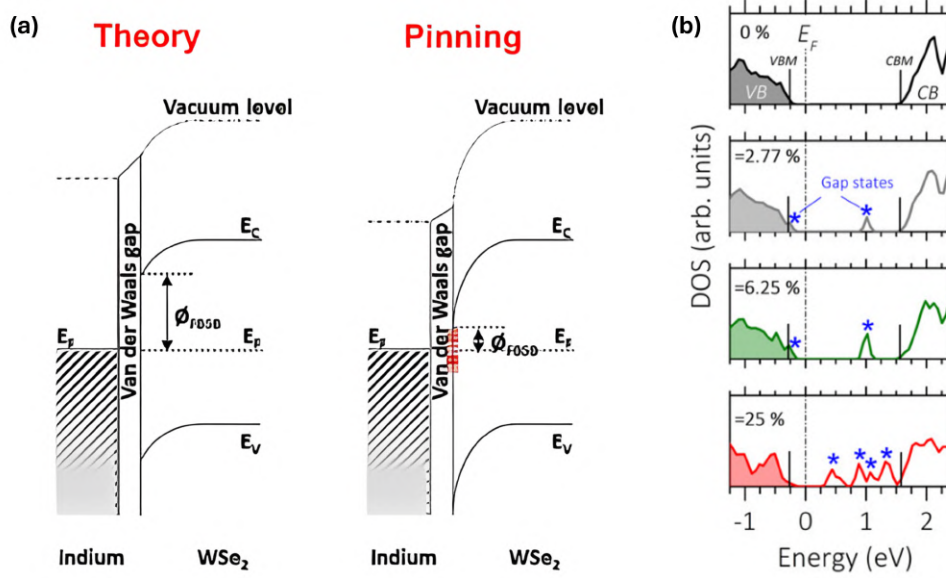 (a)
Theory
Pinning
Vacuum level
Vacuum level
Van der Waals gap
Van der Waals gap
E_C
E_C
E_F
E_F
E_F
E_F
E_V
E_V
Indium
WSe₂
Indium
WSe₂
(b)
DOS (arb. units)
0 %
E_F
VBM
CBM
VB
CB
=2.77 %
Gap states
* *
=6.25 %
* *
=25 %
* * * *
-1 0 1 2
Energy (eV)